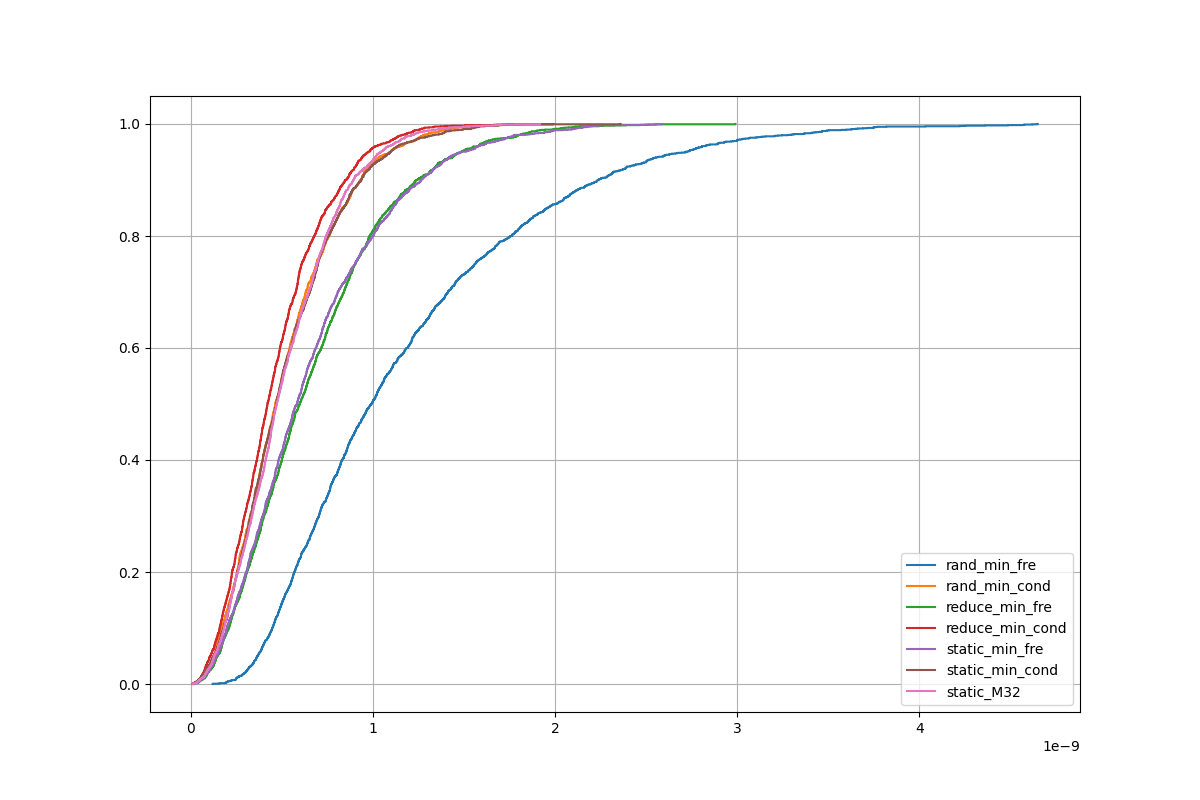 1.0
0.8
0.6
0.4
0.2
0.0
0 1 2 3 4
1e−9
rand_min_fre
rand_min_cond
reduce_min_fre
reduce_min_cond
static_min_fre
static_min_cond
static_M32